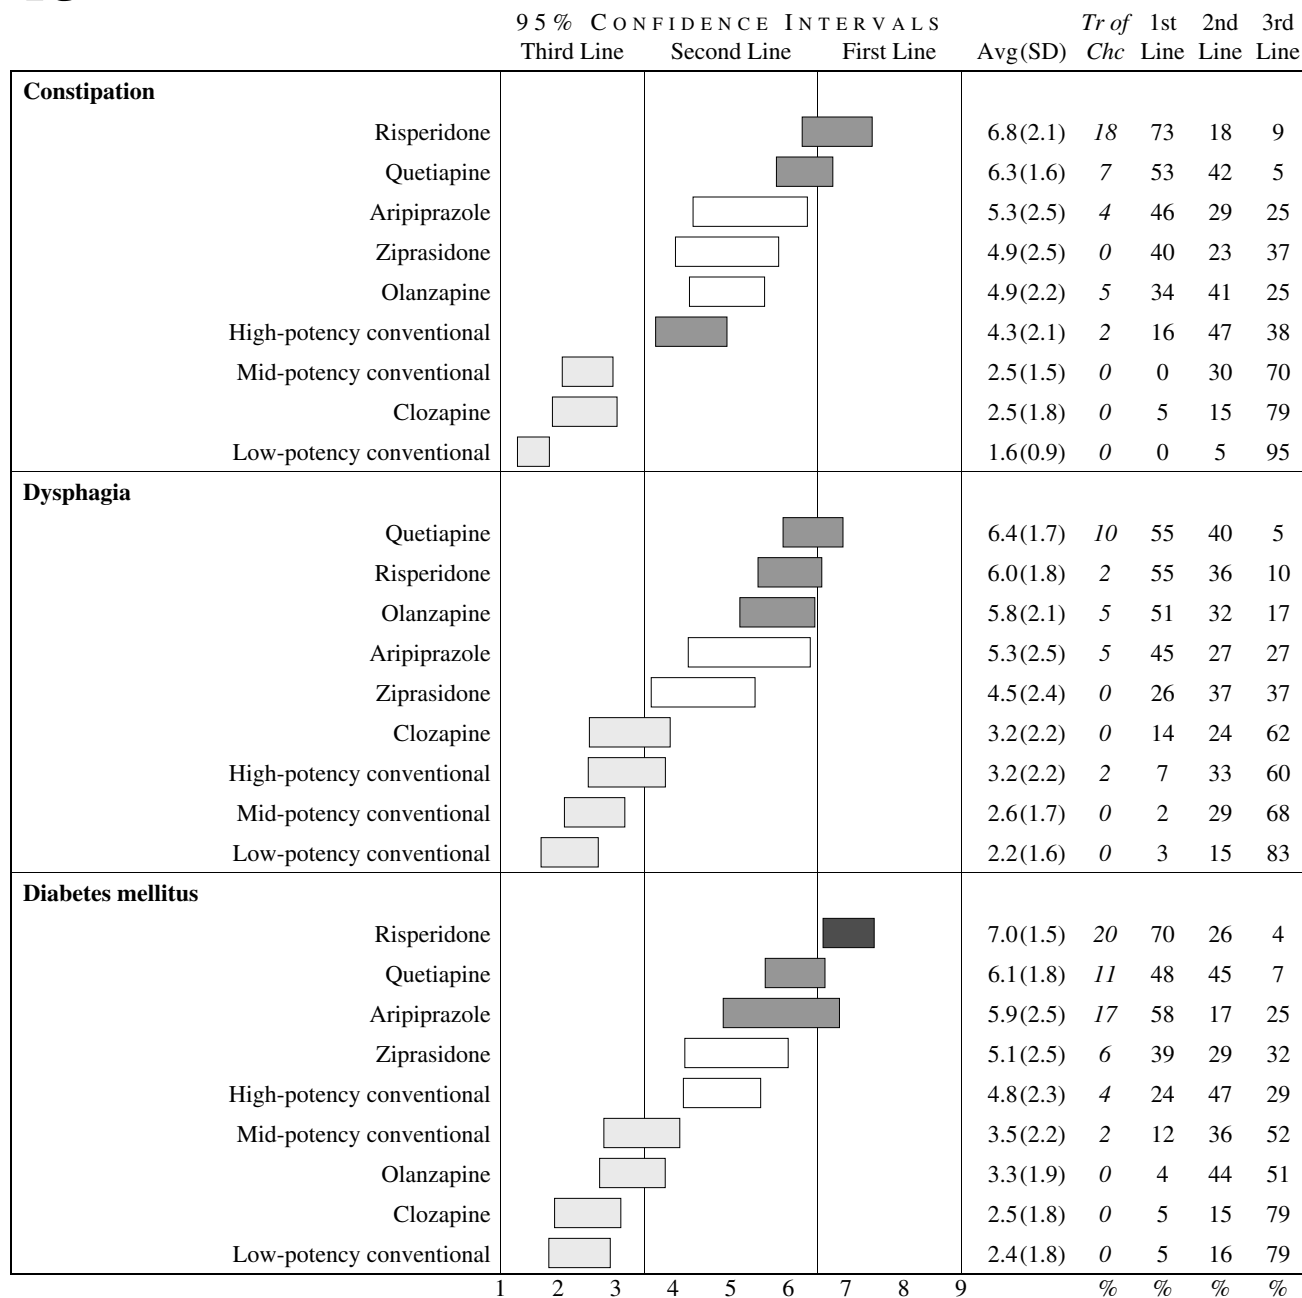 95% CONFIDENCE INTERVALS Tr of 1st 2nd 3rd
Third Line Second Line First Line Avg(SD) Chc Line Line Line
Constipation
Risperidone 6.8(2.1) 18 73 18 9
Quetiapine 6.3(1.6) 7 53 42 5
Aripiprazole 5.3(2.5) 4 46 29 25
Ziprasidone 4.9(2.5) 0 40 23 37
Olanzapine 4.9(2.2) 5 34 41 25
High-potency conventional 4.3(2.1) 2 16 47 38
Mid-potency conventional 2.5(1.5) 0 0 30 70
Clozapine 2.5(1.8) 0 5 15 79
Low-potency conventional 1.6(0.9) 0 0 5 95
Dysphagia
Quetiapine 6.4(1.7) 10 55 40 5
Risperidone 6.0(1.8) 2 55 36 10
Olanzapine 5.8(2.1) 5 51 32 17
Aripiprazole 5.3(2.5) 5 45 27 27
Ziprasidone 4.5(2.4) 0 26 37 37
Clozapine 3.2(2.2) 0 14 24 62
High-potency conventional 3.2(2.2) 2 7 33 60
Mid-potency conventional 2.6(1.7) 0 2 29 68
Low-potency conventional 2.2(1.6) 0 3 15 83
Diabetes mellitus
Risperidone 7.0(1.5) 20 70 26 4
Quetiapine 6.1(1.8) 11 48 45 7
Aripiprazole 5.9(2.5) 17 58 17 25
Ziprasidone 5.1(2.5) 6 39 29 32
High-potency conventional 4.8(2.3) 4 24 47 29
Mid-potency conventional 3.5(2.2) 2 12 36 52
Olanzapine 3.3(1.9) 0 4 44 51
Clozapine 2.5(1.8) 0 5 15 79
Low-potency conventional 2.4(1.8) 0 5 16 79
1 2 3 4 5 6 7 8 9 % % % %